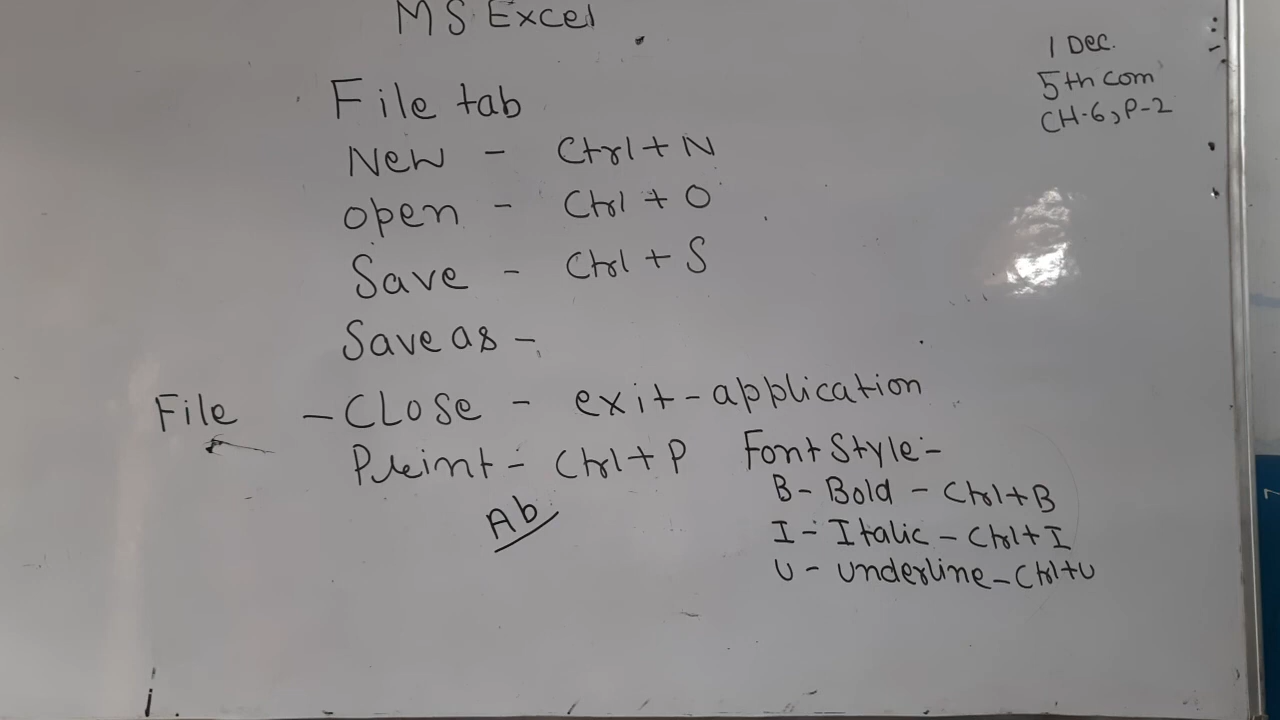 MS Excel
1 Dec.
5th com
CH-6, P-2
File tab
New - Ctrl + N
open - Ctrl + O
Save - Ctrl + S
Save as -
File - CLose - exit - application
Print - Ctrl + P
Ab
Font Style :-
B - Bold - Ctrl + B
I - Italic - Ctrl + I
U - underline - Ctrl + U